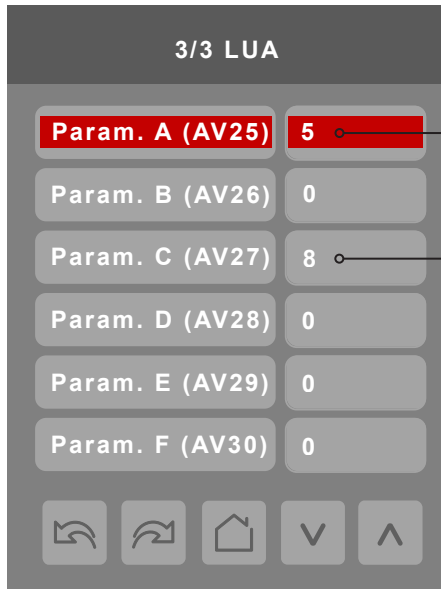 3/3 LUA
Param. A (AV25) 5
Param. B (AV26) 0
Param. C (AV27) 8
Param. D (AV28) 0
Param. E (AV29) 0
Param. F (AV30) 0